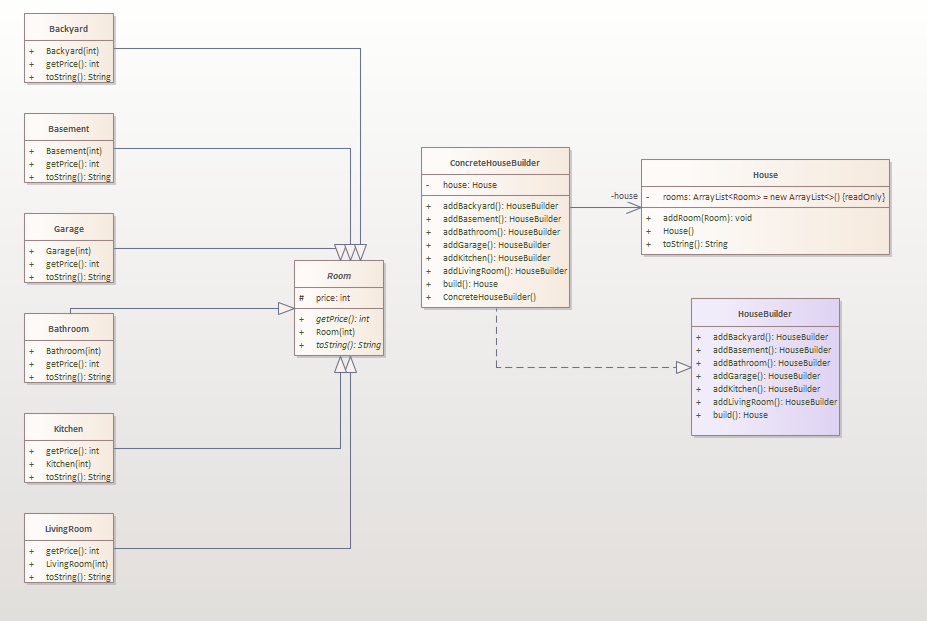 Backyard
+ Backyard(int)
+ getPrice(): int
+ toString(): String
Basement
+ Basement(int)
+ getPrice(): int
+ toString(): String
Garage
+ Garage(int)
+ getPrice(): int
+ toString(): String
Bathroom
+ Bathroom(int)
+ getPrice(): int
+ toString(): String
Kitchen
+ getPrice(): int
+ Kitchen(int)
+ toString(): String
LivingRoom
+ getPrice(): int
+ LivingRoom(int)
+ toString(): String
Room
# price: int
+ getPrice(): int
+ Room(int)
+ toString(): String
ConcreteHouseBuilder
- house: House
+ addBackyard(): HouseBuilder
+ addBasement(): HouseBuilder
+ addBathroom(): HouseBuilder
+ addGarage(): HouseBuilder
+ addKitchen(): HouseBuilder
+ addLivingRoom(): HouseBuilder
+ build(): House
+ ConcreteHouseBuilder()
-house
House
- rooms: ArrayList<Room> = new ArrayList<>() {readOnly}
+ addRoom(Room): void
+ House()
+ toString(): String
HouseBuilder
+ addBackyard(): HouseBuilder
+ addBasement(): HouseBuilder
+ addBathroom(): HouseBuilder
+ addGarage(): HouseBuilder
+ addKitchen(): HouseBuilder
+ addLivingRoom(): HouseBuilder
+ build(): House